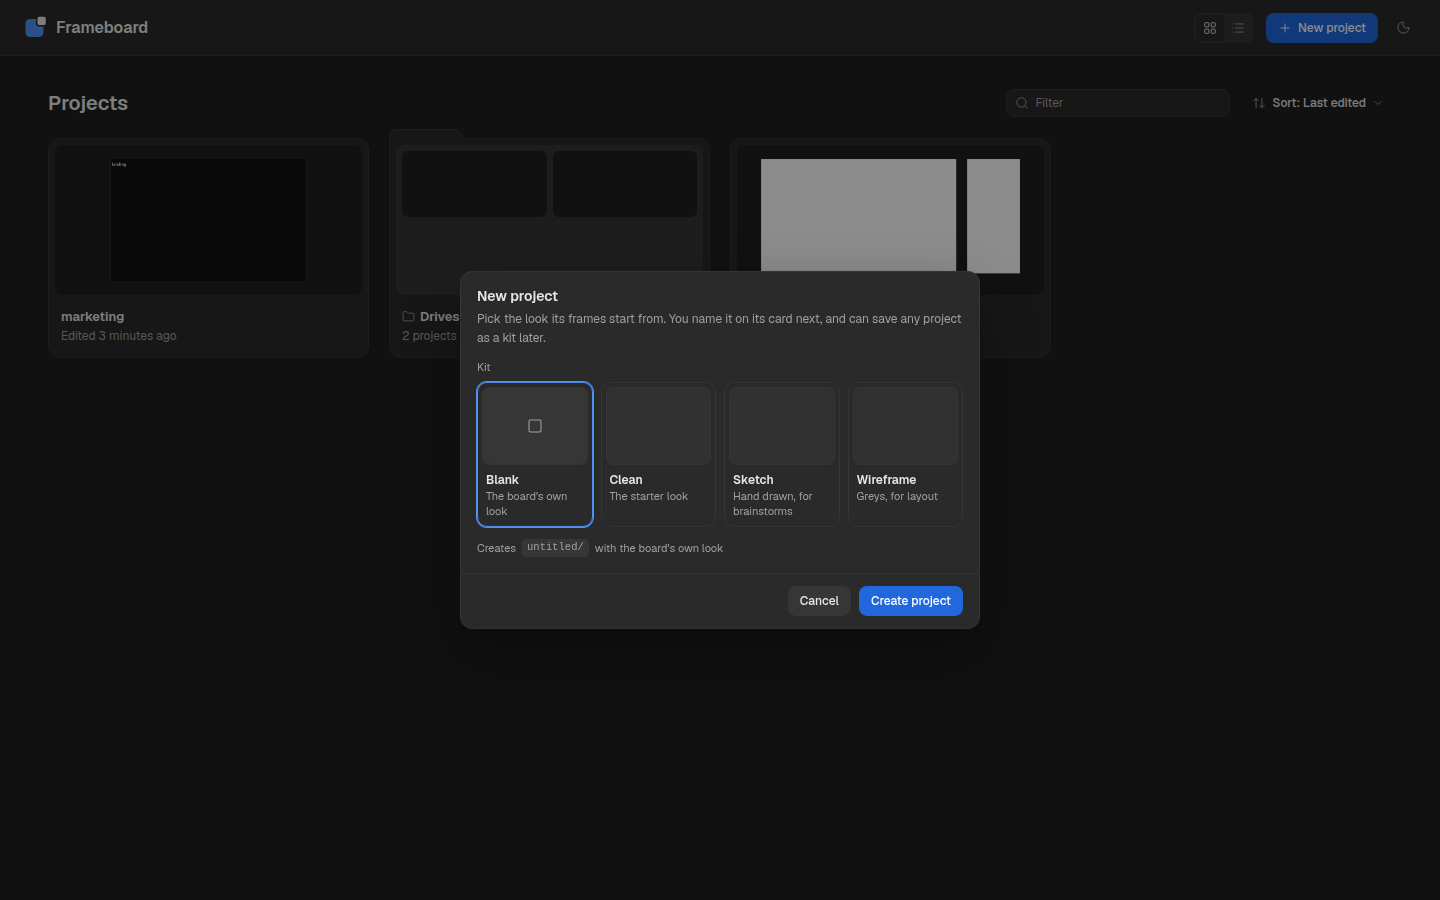 Frameboard
New project
Projects
Filter
Sort: Last edited
landing
marketing
Edited 3 minutes ago
Drives
2 projects
New project
Pick the look its frames start from. You name it on its card next, and can save any project
as a kit later.
Kit
Blank
The board's own
look
Clean
The starter look
Sketch
Hand drawn, for
brainstorms
Wireframe
Greys, for layout
Creates untitled/ with the board's own look
Cancel
Create project